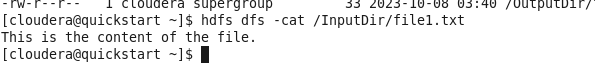 -rw-r--r-- 1 cloudera supergroup 33 2023-10-08 03:40 /OutputDir/
[cloudera@quickstart ~]$ hdfs dfs -cat /InputDir/file1.txt
This is the content of the file.
[cloudera@quickstart ~]$